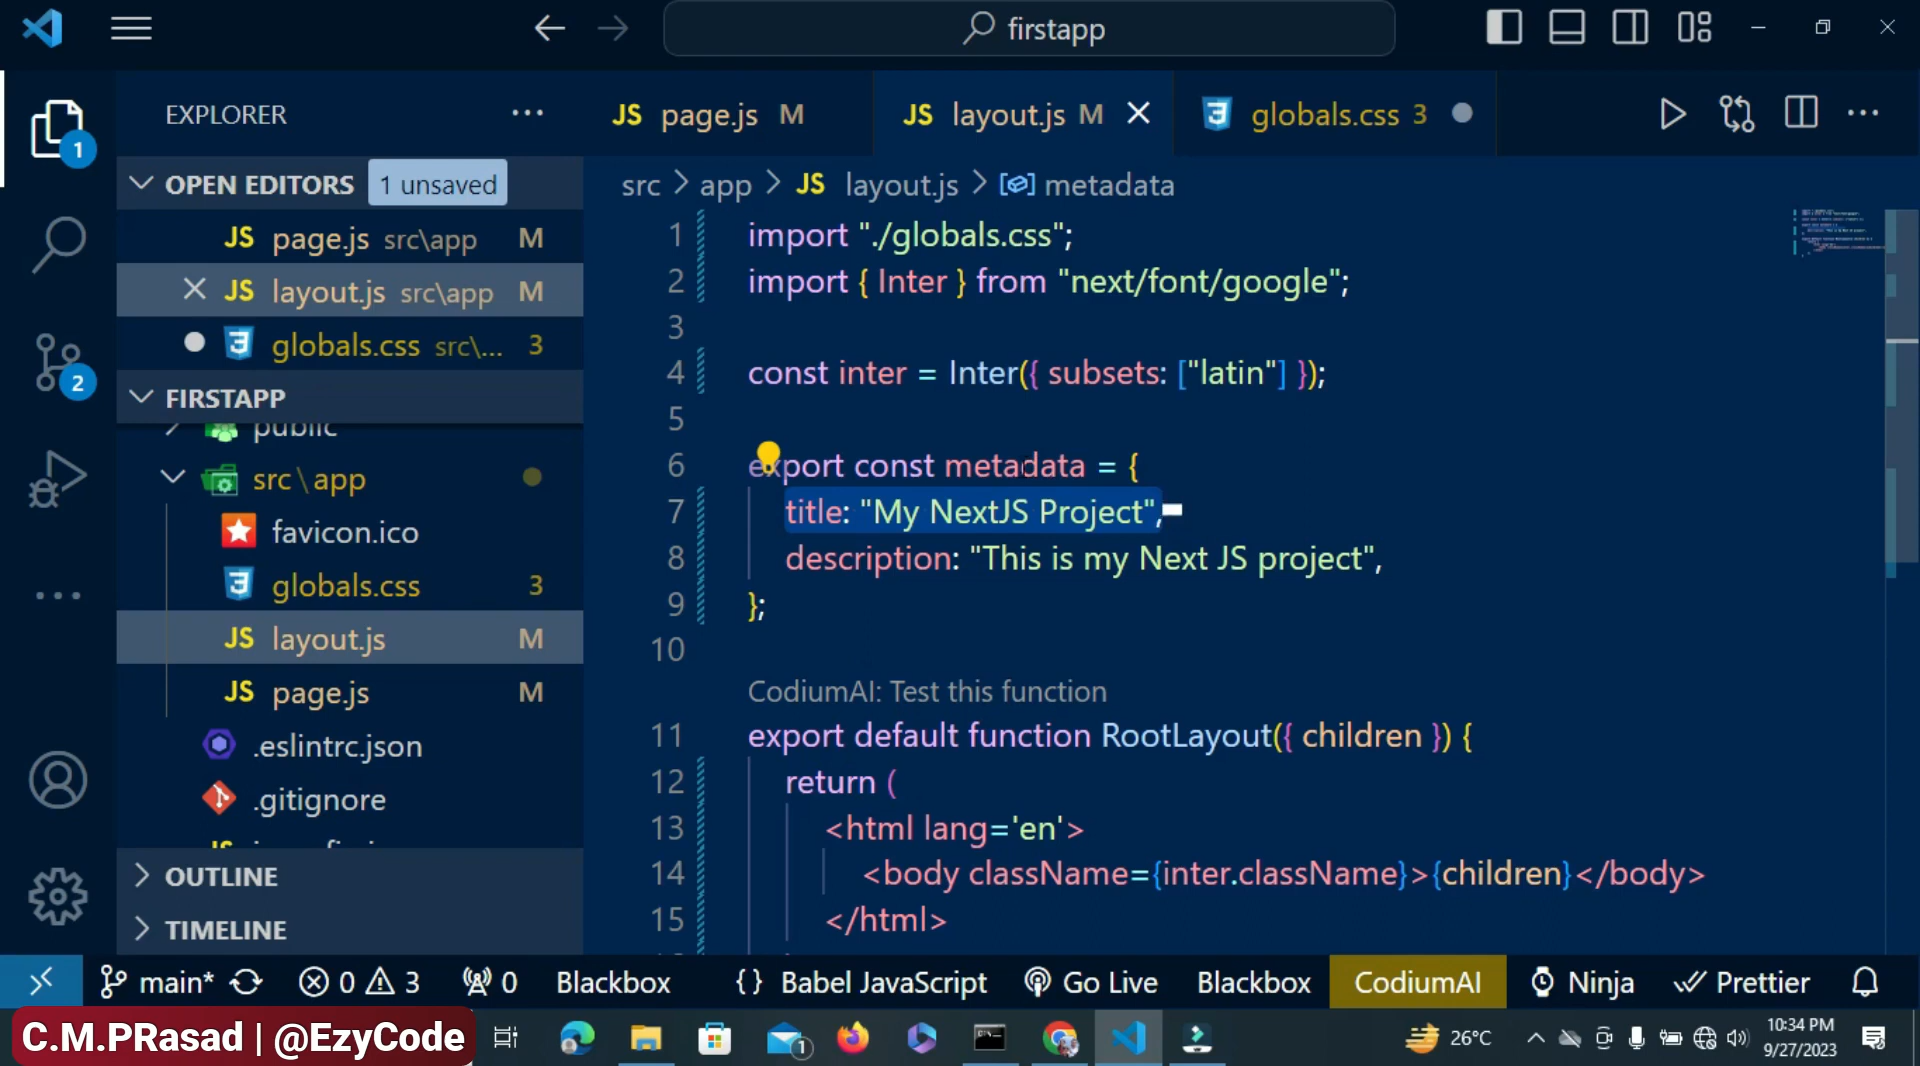 firstapp
EXPLORER
JS page.js M
JS layout.js M
globals.css 3
OPEN EDITORS 1 unsaved
JS page.js src\app M
JS layout.js src\app M
globals.css src\... 3
FIRSTAPP
public
src\app
favicon.ico
globals.css 3
JS layout.js M
JS page.js M
.eslintrc.json
.gitignore
OUTLINE
TIMELINE
1
2
src > app > JS layout.js > metadata
1 import "./globals.css";
2 import { Inter } from "next/font/google";
3
4 const inter = Inter({ subsets: ["latin"] });
5
6 export const metadata = {
7 title: "My NextJS Project",
8 description: "This is my Next JS project",
9 };
10
CodiumAI: Test this function
11 export default function RootLayout({ children }) {
12 return (
13 <html lang='en'>
14 <body className={inter.className}>{children}</body>
15 </html>
main* 0 3 0 Blackbox {} Babel JavaScript Go Live Blackbox CodiumAI Ninja Prettier
C.M.PRasad | @EzyCode
1
26°C
10:34 PM
9/27/2023